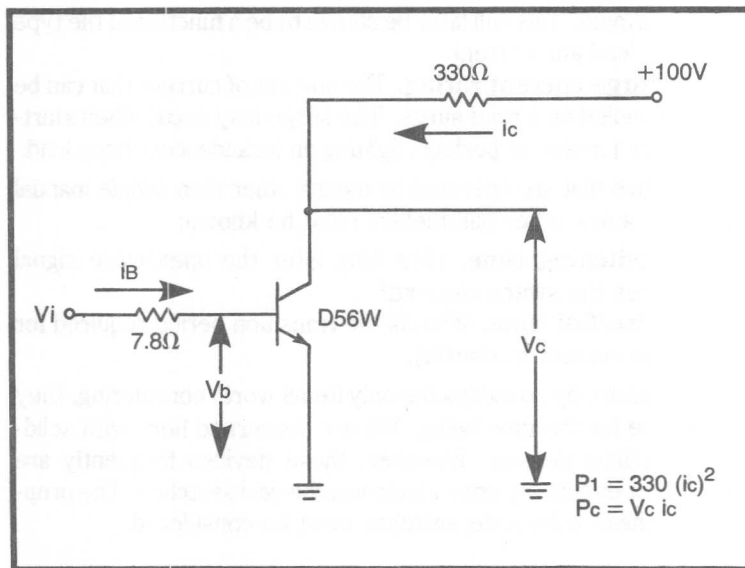 330Ω
+100V
ic
iB
Vi
7.8Ω
D56W
Vb
Vc
P1 = 330 (ic)²
Pc = Vc ic